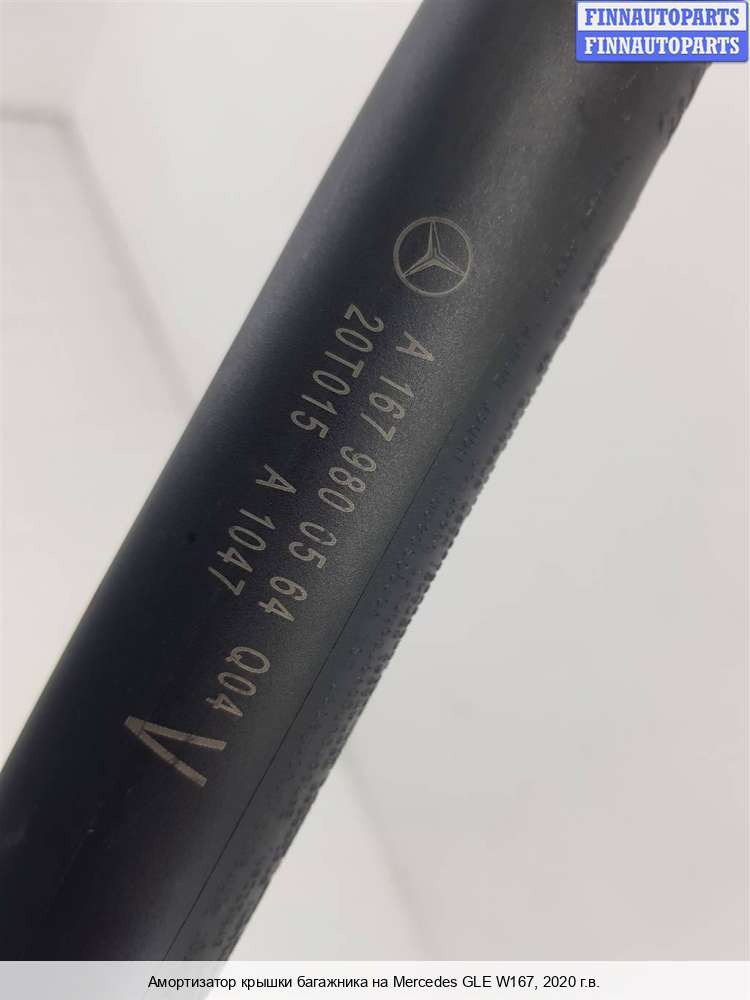 FINNAUTOPARTS
FINNAUTOPARTS
A 167 980 05 64 Q04
20T015 A 1047
V
Амортизатор крышки багажника на Mercedes GLE W167, 2020 г.в.